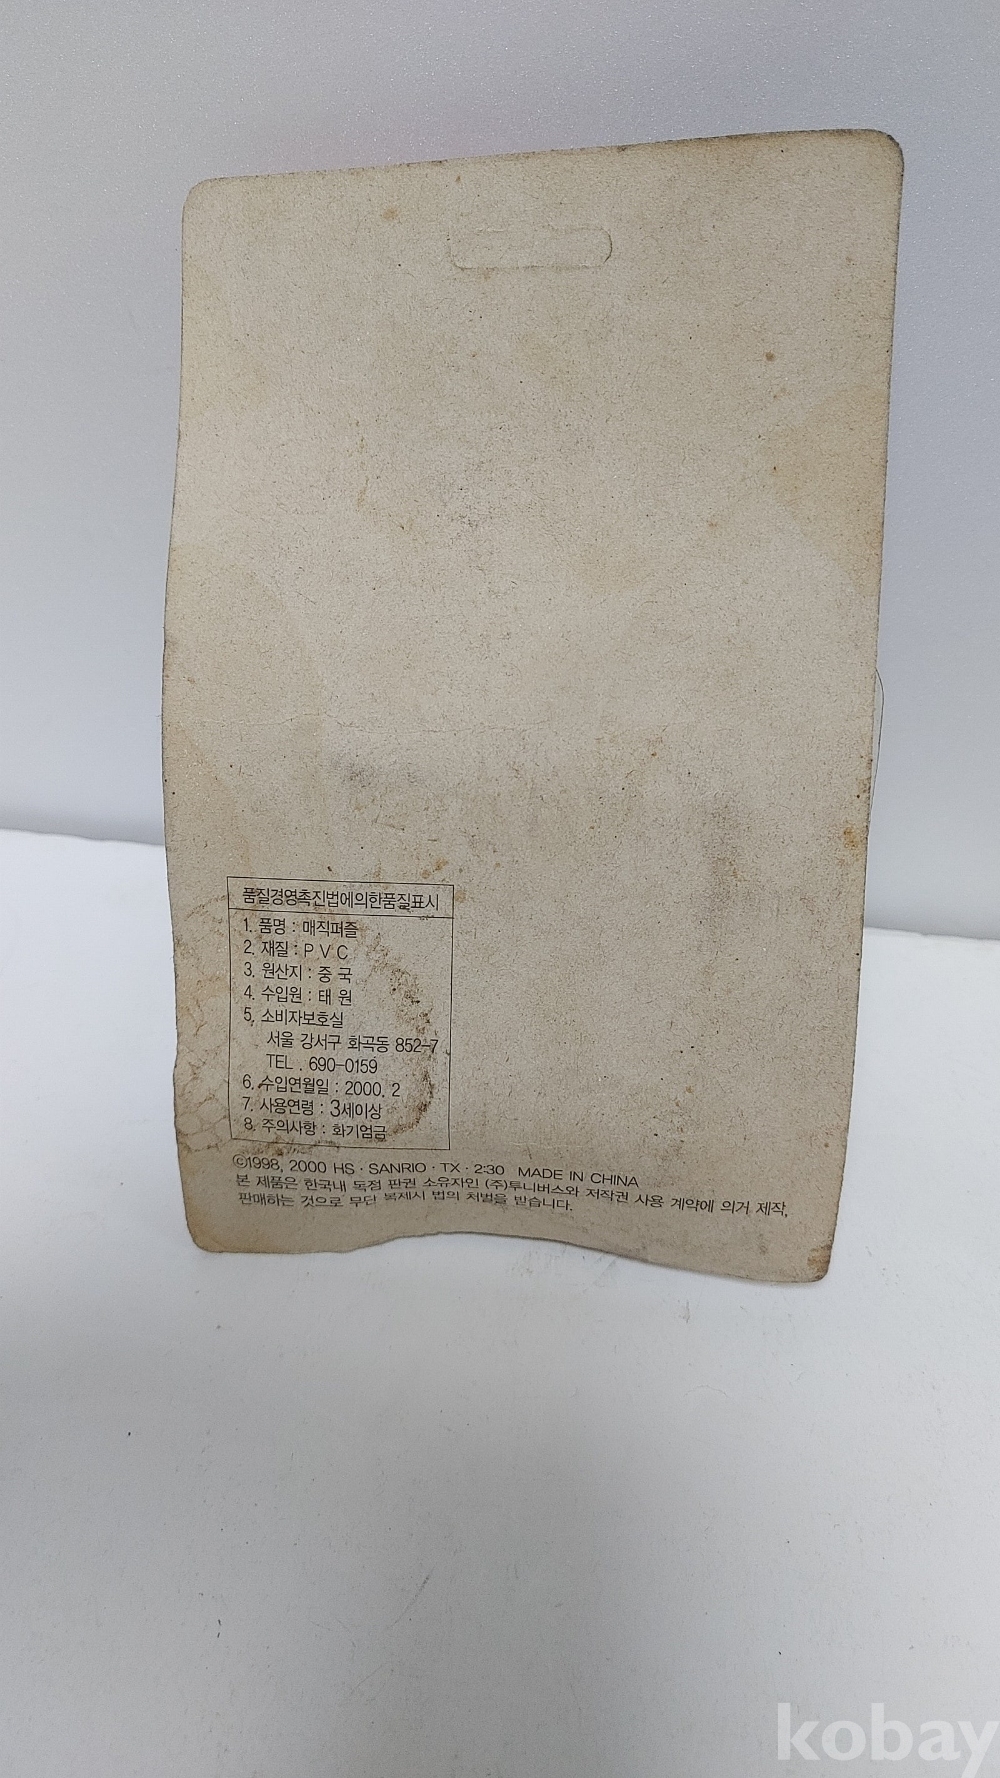 품질경영촉진법에의한품질표시
1. 품명 : 매직퍼즐
2. 재질 : P V C
3. 원산지 : 중 국
4. 수입원 : 태 원
5. 소비자보호실
서울 강서구 화곡동 852-7
TEL . 690-0159
6. 수입연월일 : 2000. 2
7. 사용연령 : 3세이상
8. 주의사항 : 화기엄금
©1998, 2000 HS · SANRIO · TX · 2:30 MADE IN CHINA
본 제품은 한국내 독점 판권 소유자인 (주)투니버스와 저작권 사용 계약에 의거 제작,
판매하는 것으로 무단 복제시 법의 처벌을 받습니다.
kobay